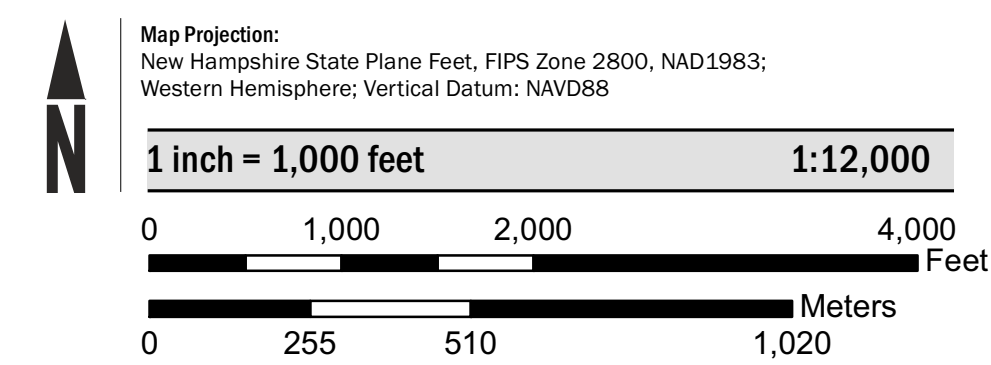 N
Map Projection:
New Hampshire State Plane Feet, FIPS Zone 2800, NAD1983;
Western Hemisphere; Vertical Datum: NAVD88
1 inch = 1,000 feet 1:12,000
0 1,000 2,000 4,000
Feet
Meters
0 255 510 1,020